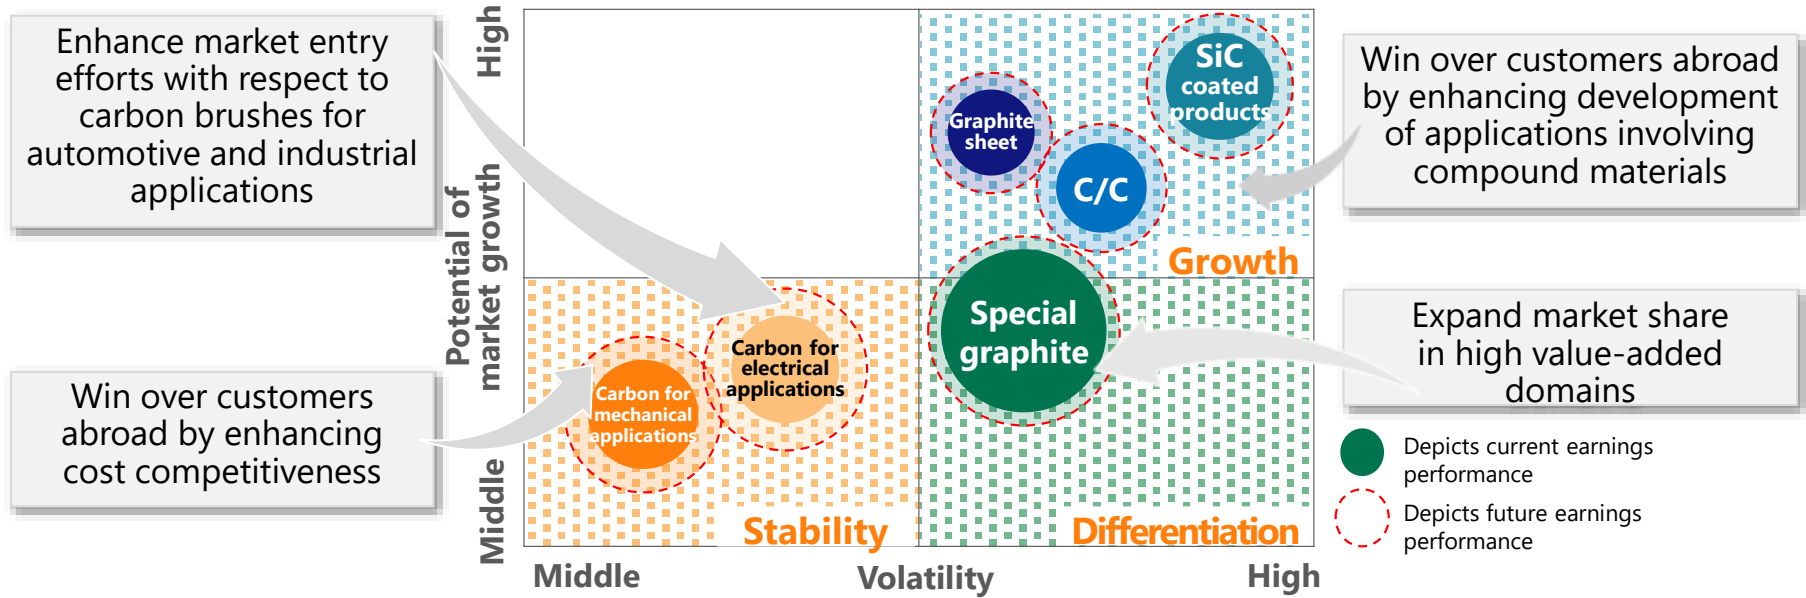 Enhance market entry
efforts with respect to
carbon brushes for
automotive and industrial
applications
Win over customers
abroad by enhancing
cost competitiveness
High
Potential of
market growth
Middle
Graphite
sheet
SiC
coated
products
C/C
Growth
Special
graphite
Carbon for
electrical
applications
Carbon for
mechanical
applications
Stability
Differentiation
Middle
Volatility
High
Win over customers abroad
by enhancing development
of applications involving
compound materials
Expand market share
in high value-added
domains
Depicts current earnings
performance
Depicts future earnings
performance